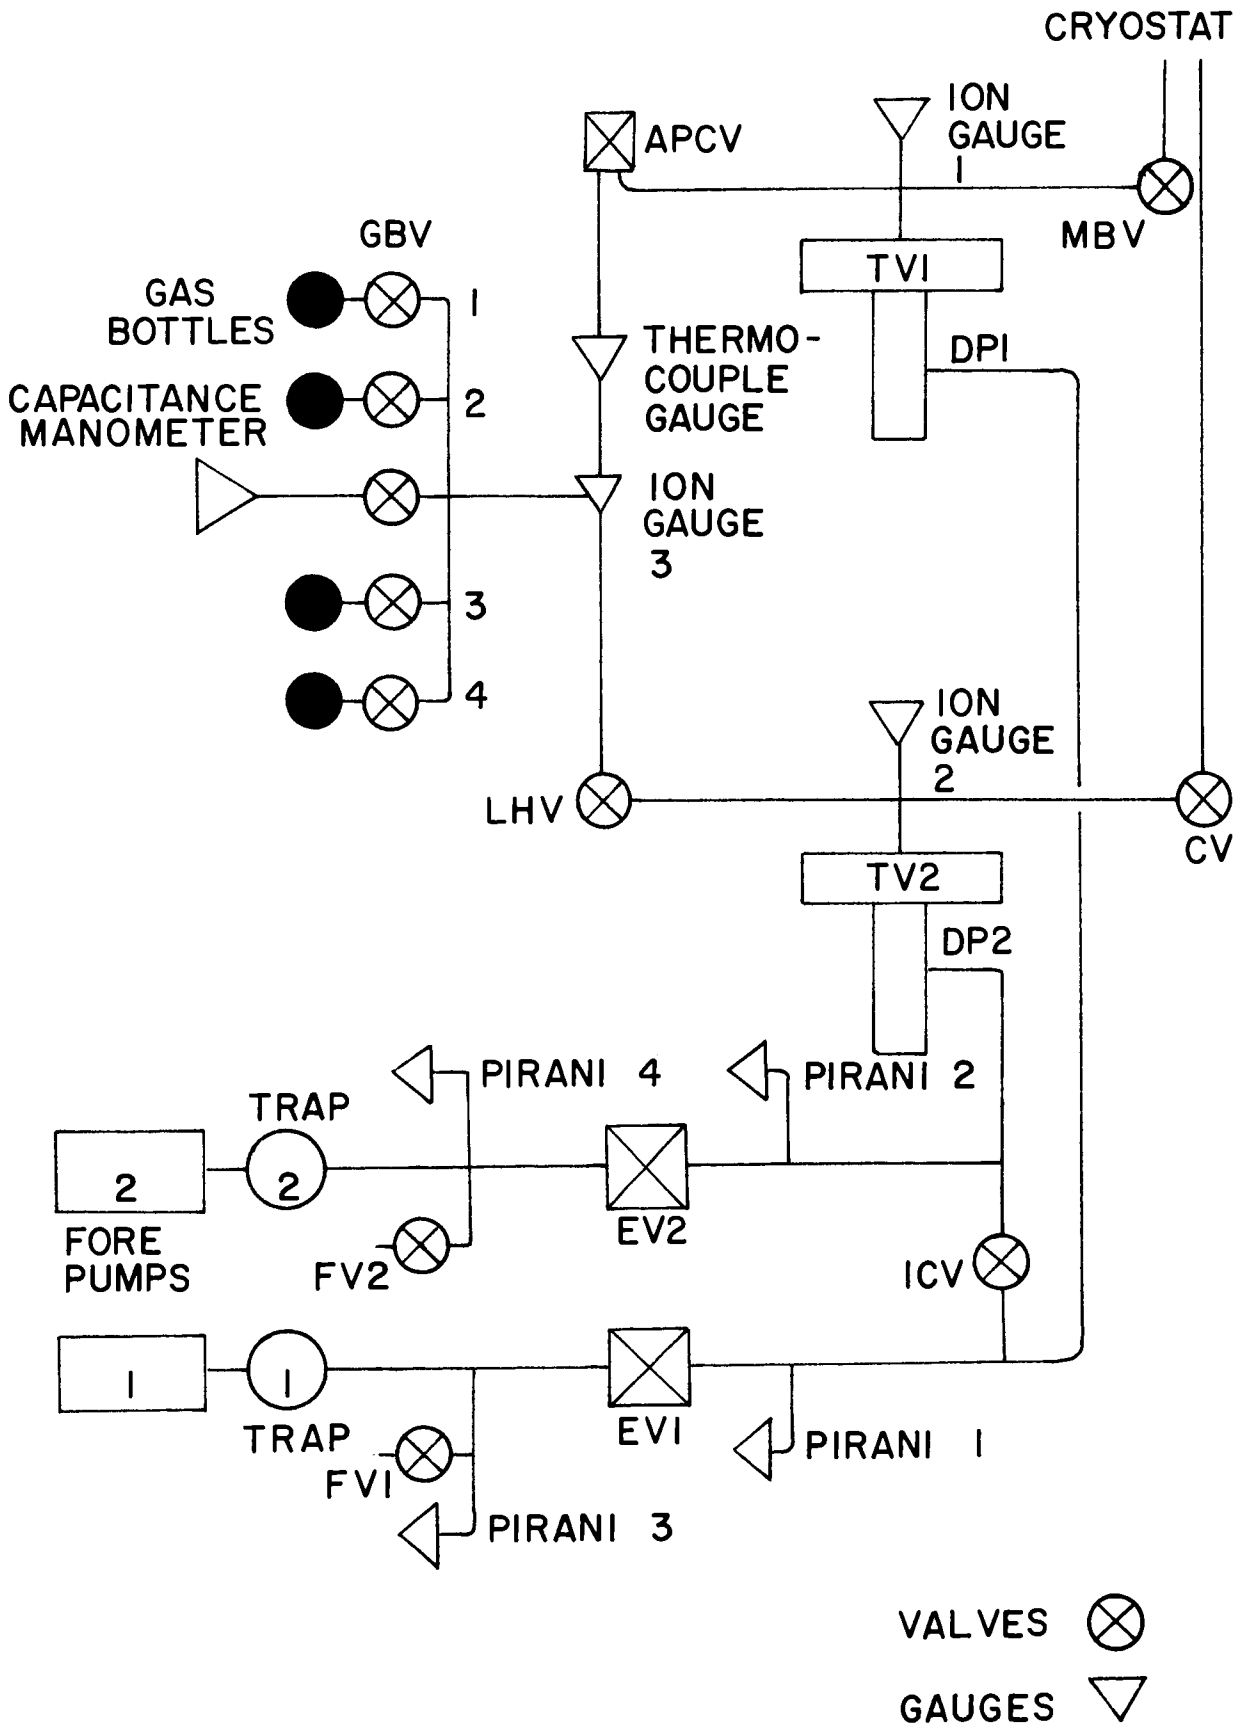 CRYOSTAT
ION
GAUGE
1
APCV
MBV
GBV
TV1
GAS
BOTTLES
1
THERMO-
COUPLE
GAUGE
DP1
CAPACITANCE
MANOMETER
2
ION
GAUGE
3
3
4
ION
GAUGE
2
LHV
CV
TV2
DP2
PIRANI 4
PIRANI 2
TRAP
2
2
EV2
FORE
PUMPS
FV2
ICV
1
1
TRAP
EV1
PIRANI 1
FV1
PIRANI 3
VALVES
GAUGES